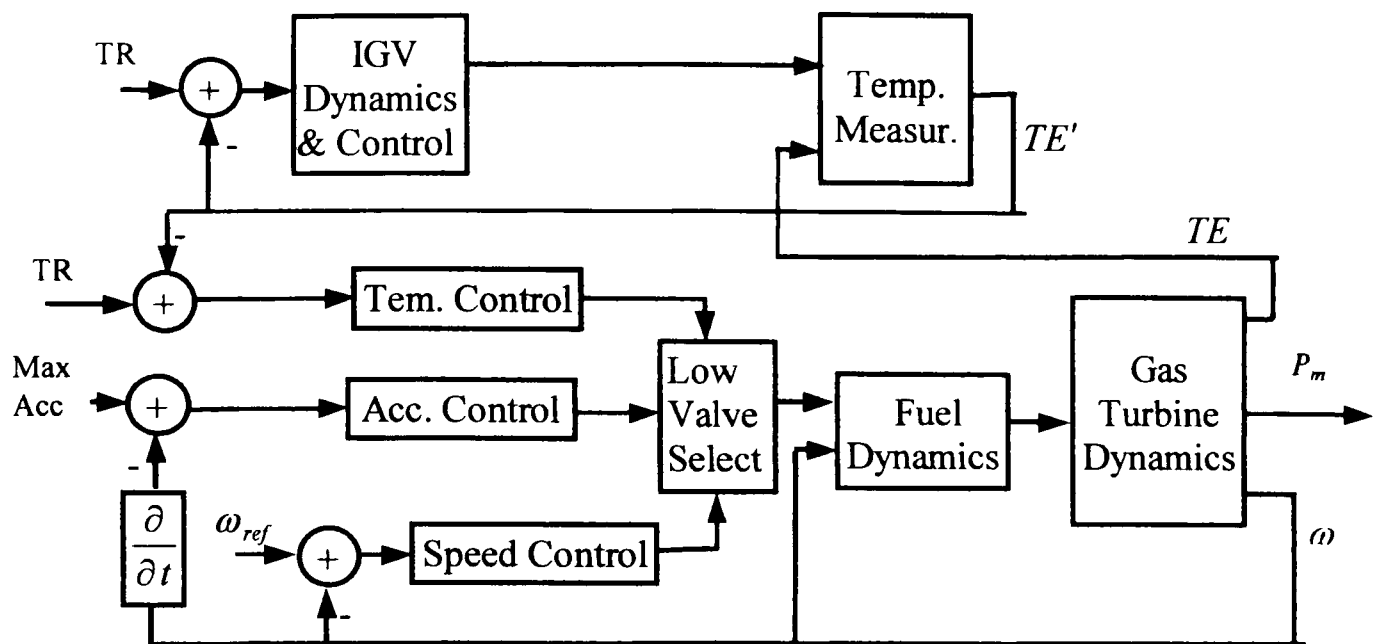 TR
+
-
IGV
Dynamics
& Control
Temp.
Measur.
TE'
-
TR
+
Tem. Control
TE
Max
Acc
+
-
Acc. Control
Low
Valve
Select
Fuel
Dynamics
Gas
Turbine
Dynamics
P_m
∂
∂t
ω_ref
+
-
Speed Control
ω